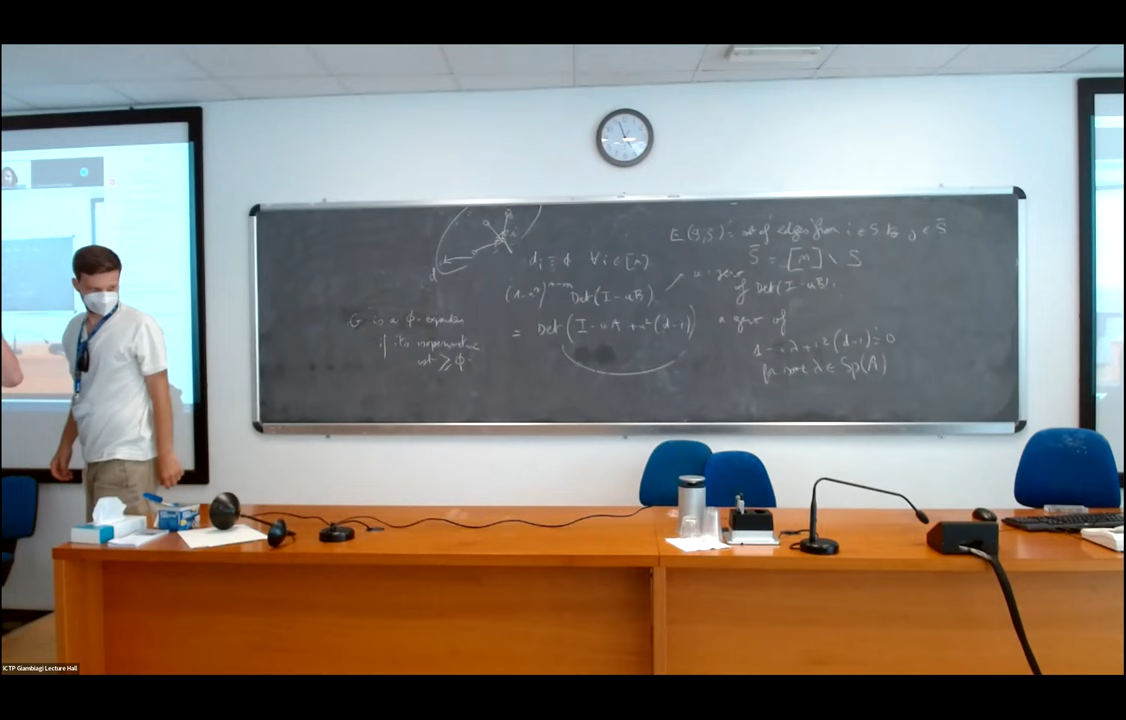 d
d_i ≡ d ∀ i ∈ [n]
(1-u²)^{n-m} Det(I - uB)
= Det(I - uA + u²(d-1))
G is a Φ-expander
if its isoperimetric
cst ≥ Φ.
E(S, S̄) = set of edges from i ∈ S to j ∈ S̄
S̄ = [n] \ S
u: zero
of Det(I - uB).
a zero of
1 - uλ + u²(d-1) = 0
for some λ ∈ Sp(A)
ICTP Giambiagi Lecture Hall